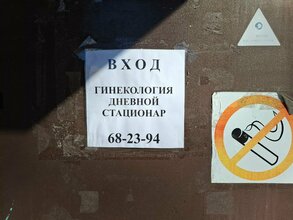 ВХОД
ГИНЕКОЛОГИЯ
ДНЕВНОЙ
СТАЦИОНАР
68-23-94